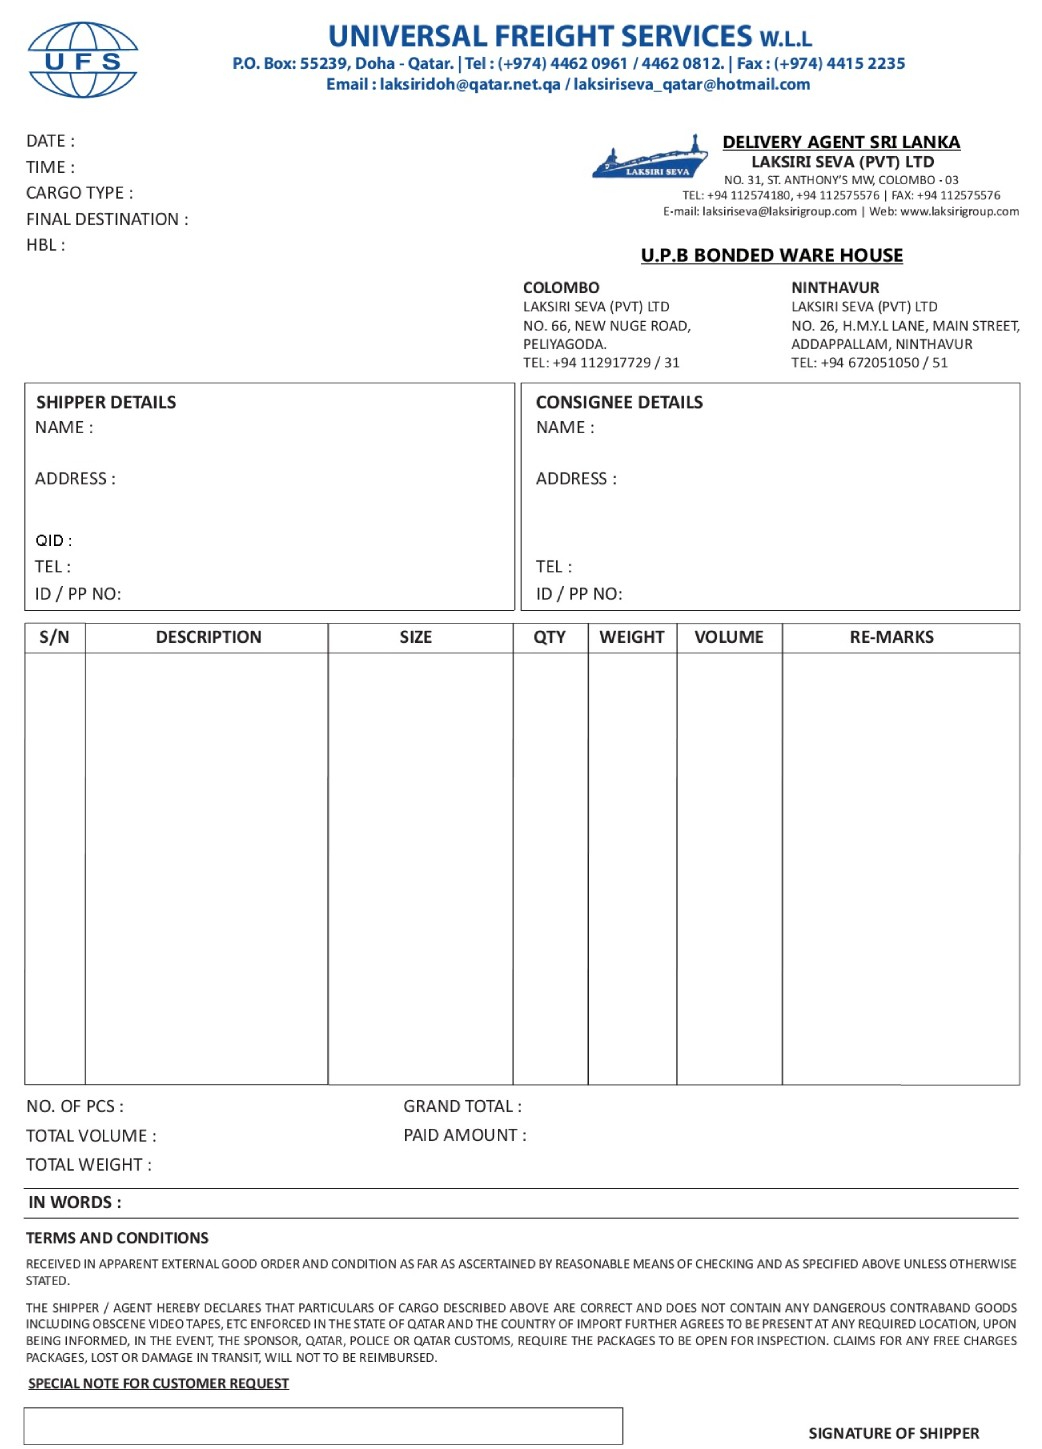 UFS
UNIVERSAL FREIGHT SERVICES W.L.L
P.O. Box: 55239, Doha - Qatar. | Tel : (+974) 4462 0961 / 4462 0812. | Fax : (+974) 4415 2235
Email : laksiridoh@qatar.net.qa / laksiriseva_qatar@hotmail.com
DATE :
TIME :
CARGO TYPE :
FINAL DESTINATION :
HBL :
LAKSIRI SEVA
DELIVERY AGENT SRI LANKA
LAKSIRI SEVA (PVT) LTD
NO. 31, ST. ANTHONY'S MW, COLOMBO - 03
TEL: +94 112574180, +94 112575576 | FAX: +94 112575576
E-mail: laksiriseva@laksirigroup.com | Web: www.laksirigroup.com
U.P.B BONDED WARE HOUSE
COLOMBO
LAKSIRI SEVA (PVT) LTD
NO. 66, NEW NUGE ROAD,
PELIYAGODA.
TEL: +94 112917729 / 31
NINTHAVUR
LAKSIRI SEVA (PVT) LTD
NO. 26, H.M.Y.L LANE, MAIN STREET,
ADDAPPALLAM, NINTHAVUR
TEL: +94 672051050 / 51
SHIPPER DETAILS
NAME :
ADDRESS :
QID :
TEL :
ID / PP NO:
CONSIGNEE DETAILS
NAME :
ADDRESS :
TEL :
ID / PP NO:
S/N DESCRIPTION SIZE QTY WEIGHT VOLUME RE-MARKS
NO. OF PCS : GRAND TOTAL :
TOTAL VOLUME : PAID AMOUNT :
TOTAL WEIGHT :
IN WORDS :
TERMS AND CONDITIONS
RECEIVED IN APPARENT EXTERNAL GOOD ORDER AND CONDITION AS FAR AS ASCERTAINED BY REASONABLE MEANS OF CHECKING AND AS SPECIFIED ABOVE UNLESS OTHERWISE
STATED.
THE SHIPPER / AGENT HEREBY DECLARES THAT PARTICULARS OF CARGO DESCRIBED ABOVE ARE CORRECT AND DOES NOT CONTAIN ANY DANGEROUS CONTRABAND GOODS
INCLUDING OBSCENE VIDEO TAPES, ETC ENFORCED IN THE STATE OF QATAR AND THE COUNTRY OF IMPORT FURTHER AGREES TO BE PRESENT AT ANY REQUIRED LOCATION, UPON
BEING INFORMED, IN THE EVENT, THE SPONSOR, QATAR, POLICE OR QATAR CUSTOMS, REQUIRE THE PACKAGES TO BE OPEN FOR INSPECTION. CLAIMS FOR ANY FREE CHARGES
PACKAGES, LOST OR DAMAGE IN TRANSIT, WILL NOT TO BE REIMBURSED.
SPECIAL NOTE FOR CUSTOMER REQUEST
SIGNATURE OF SHIPPER